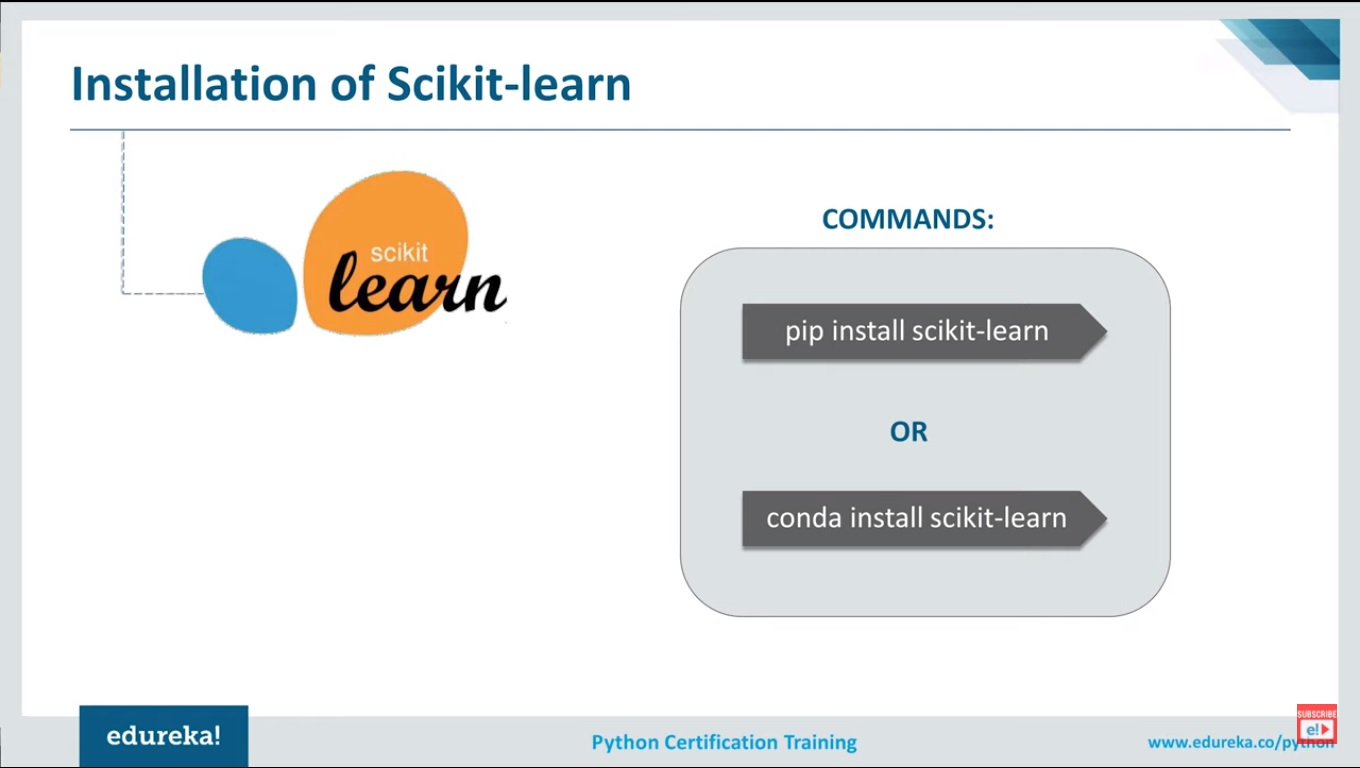 Installation of Scikit-learn
scikit
learn
COMMANDS:
pip install scikit-learn
OR
conda install scikit-learn
edureka!
Python Certification Training
www.edureka.co/python
SUBSCRIBE
e!